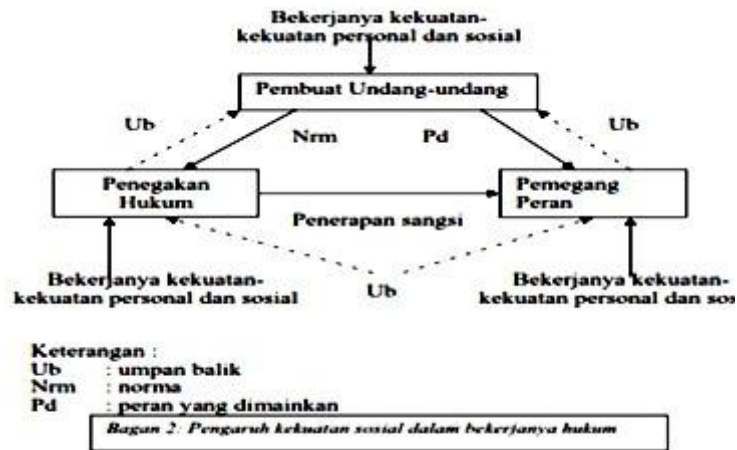 Bekerjanya kekuatan-
kekuatan personal dan sosial
Pembuat Undang-undang
Ub
Nrm
Pd
Ub
Penegakan
Hukum
Penerapan sangsi
Pemegang
Peran
Bekerjanya kekuatan-
kekuatan personal dan sosial
Ub
Bekerjanya kekuatan-
kekuatan personal dan sos
Keterangan :
Ub : umpan balik
Nrm : norma
Pd : peran yang dimainkan
Bagan 2: Pengaruh kekuatan sosial dalam bekerjanya hukum